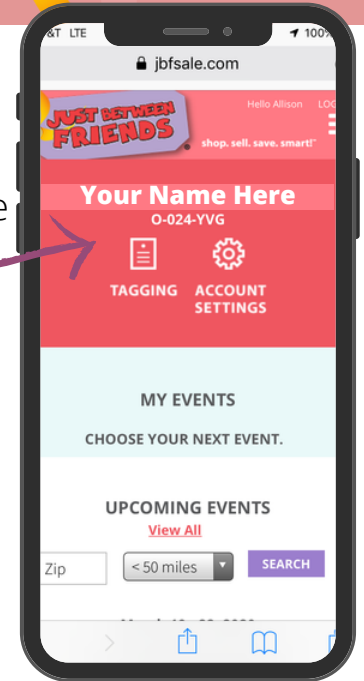 &T LTE
100%
jbfsale.com
Hello Allison LOG
JUST BETWEEN
FRIENDS
shop. sell. save. smart!
Your Name Here
O-024-YVG
TAGGING
ACCOUNT
SETTINGS
e
MY EVENTS
CHOOSE YOUR NEXT EVENT.
UPCOMING EVENTS
View All
Zip
< 50 miles
SEARCH